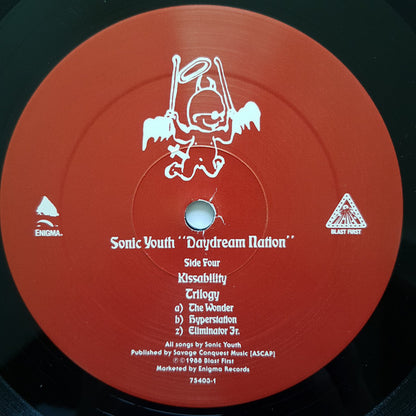 Sonic Youth "Daydream Nation"
ENIGMA.
BLAST FIRST
Side Four
Kissability
Trilogy
a) The Wonder
b) Hyperstation
z) Eliminator Jr.
All songs by Sonic Youth
Published by Savage Conquest Music [ASCAP]
℗©1988 Blast First
Marketed by Enigma Records
75403-1